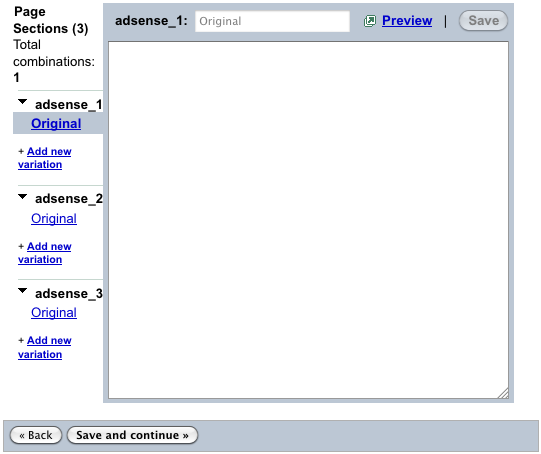 Page
Sections (3)
Total
combinations:
1
adsense_1
Original
+ Add new
variation
adsense_2
Original
+ Add new
variation
adsense_3
Original
+ Add new
variation
adsense_1: Original Preview | Save
« Back Save and continue »